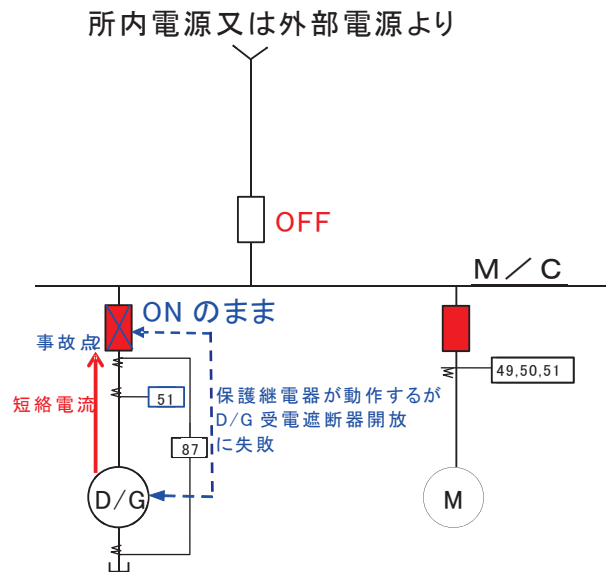 所内電源又は外部電源より
OFF
M／C
ON のまま
事故点
短絡電流
51
保護継電器が動作するが
D/G 受電遮断器開放
に失敗
87
49,50,51
D/G
M